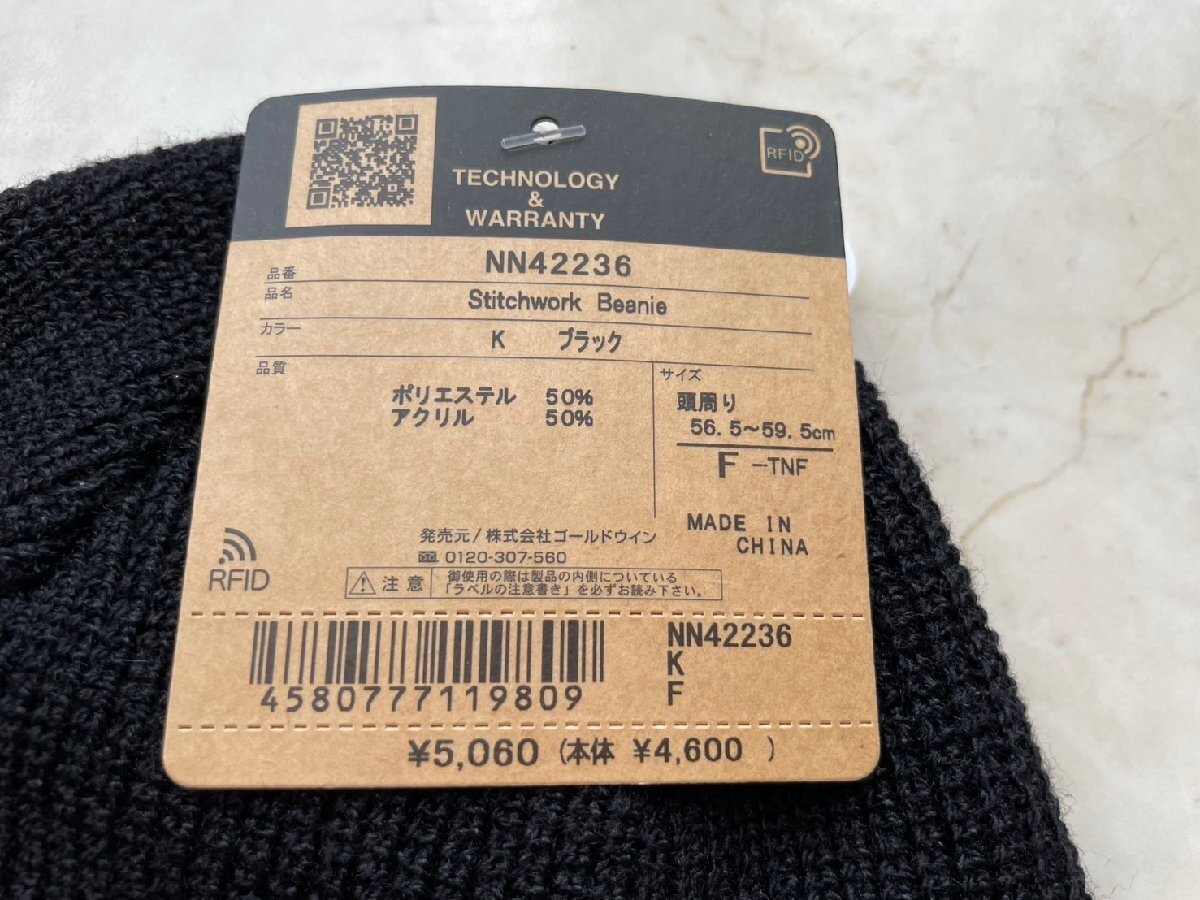 RFID
TECHNOLOGY
&
WARRANTY
品番 NN42236
品名 Stitchwork Beanie
カラー K ブラック
品質
ポリエステル 50%
アクリル 50%
サイズ
頭周り
56.5~59.5cm
F -TNF
MADE IN
CHINA
発売元/株式会社ゴールドウイン
0120-307-560
RFID
注意
御使用の際は製品の内側についている
「ラベルの注意書き」を必ずお読み下さい。
4580777119809
NN42236
K
F
¥5,060 (本体 ¥4,600 )